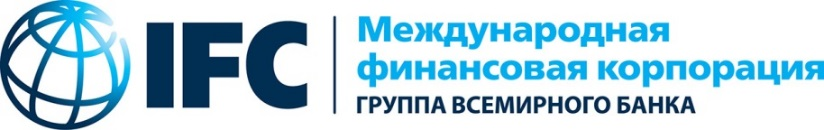 IFC
Международная
финансовая корпорация
ГРУППА ВСЕМИРНОГО БАНКА